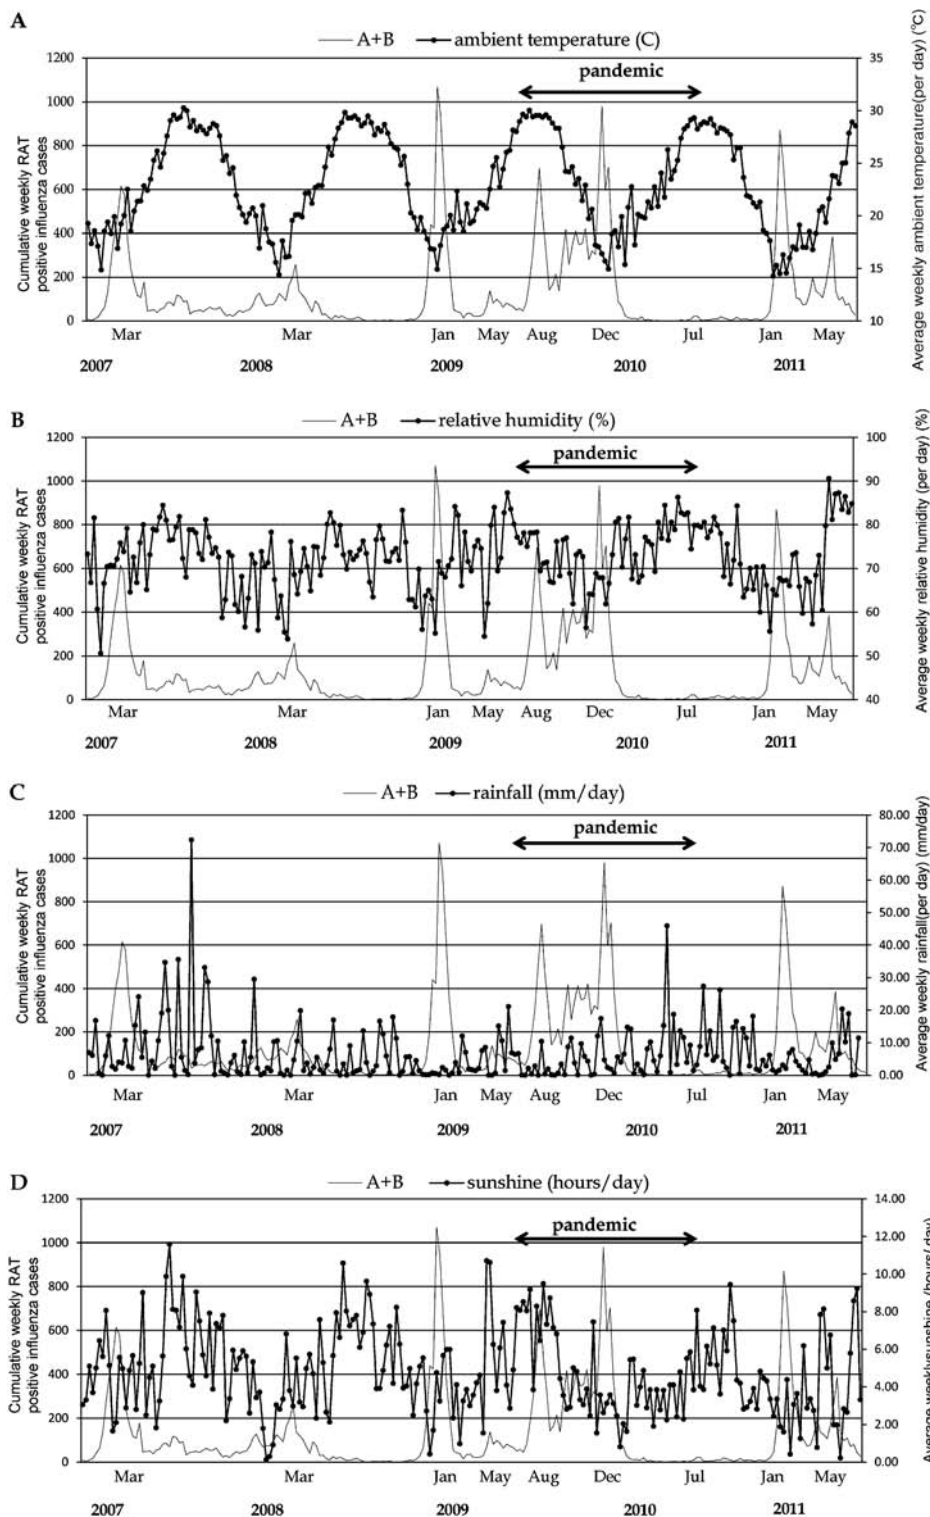 A
A+B ambient temperature (C)
Cumulative weekly RAT
positive influenza cases
1200
1000
800
600
400
200
0
pandemic
35
30
25
20
15
10
Average weekly ambient temperature(per day) (°C)
Mar Mar Jan May Aug Dec Jul Jan May
2007 2008 2009 2010 2011
B
A+B relative humidity (%)
Cumulative weekly RAT
positive influenza cases
1200
1000
800
600
400
200
0
pandemic
100
90
80
70
60
50
40
Average weekly relative humidity (per day) (%)
Mar Mar Jan May Aug Dec Jul Jan May
2007 2008 2009 2010 2011
C
A+B rainfall (mm/day)
Cumulative weekly RAT
positive influenza cases
1200
1000
800
600
400
200
0
pandemic
80.00
70.00
60.00
50.00
40.00
30.00
20.00
10.00
0.00
Average weekly rainfall(per day) (mm/day)
Mar Mar Jan May Aug Dec Jul Jan May
2007 2008 2009 2010 2011
D
A+B sunshine (hours/day)
Cumulative weekly RAT
positive influenza cases
1200
1000
800
600
400
200
0
pandemic
14.00
12.00
10.00
8.00
6.00
4.00
2.00
0.00
Average weeklysunshine (hours/day)
Mar Mar Jan May Aug Dec Jul Jan May
2007 2008 2009 2010 2011